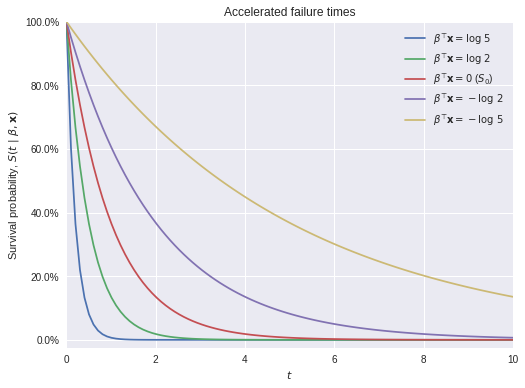 Accelerated failure times
100.0%
80.0%
60.0%
40.0%
20.0%
0.0%
Survival probability, S(t | β, x)
β⊤x = log 5
β⊤x = log 2
β⊤x = 0 (S₀)
β⊤x = −log 2
β⊤x = −log 5
0 2 4 6 8 10
t